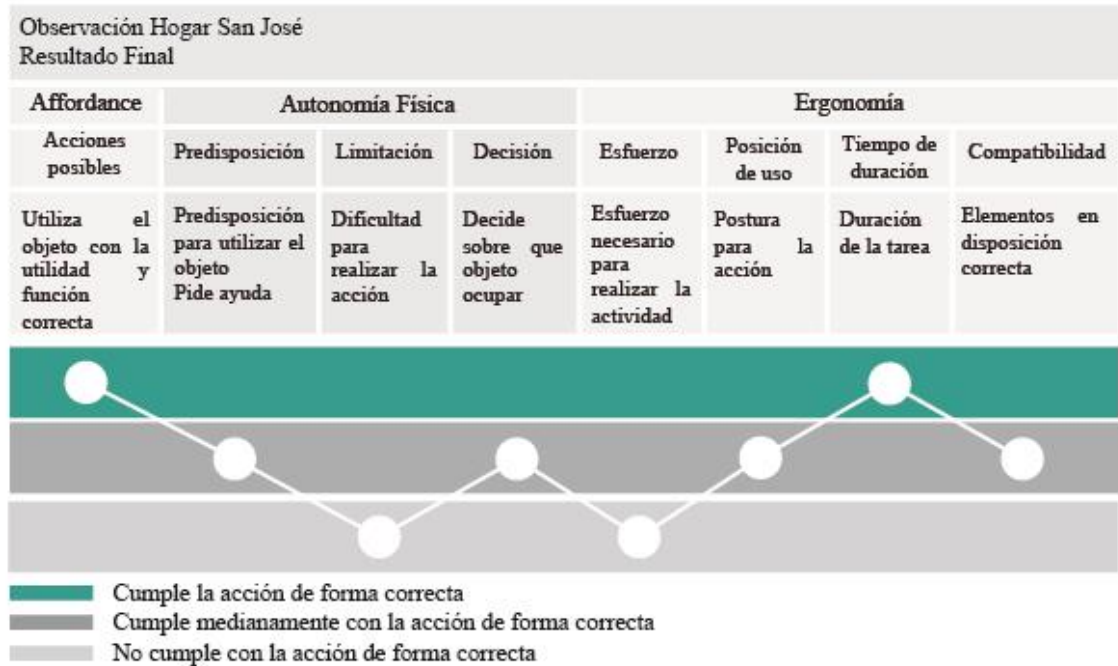 Observación Hogar San José
Resultado Final
Affordance
Autonomía Física
Ergonomía
Acciones
posibles
Predisposición
Limitación
Decisión
Esfuerzo
Posición
de uso
Tiempo de
duración
Compatibilidad
Utiliza el
objeto con la
utilidad y
función
correcta
Predisposición
para utilizar el
objeto
Pide ayuda
Dificultad
para
realizar la
acción
Decide
sobre que
objeto
ocupar
Esfuerzo
necesario
para
realizar la
actividad
Postura
para la
acción
Duración
de la tarea
Elementos en
disposición
correcta
Cumple la acción de forma correcta
Cumple medianamente con la acción de forma correcta
No cumple con la acción de forma correcta